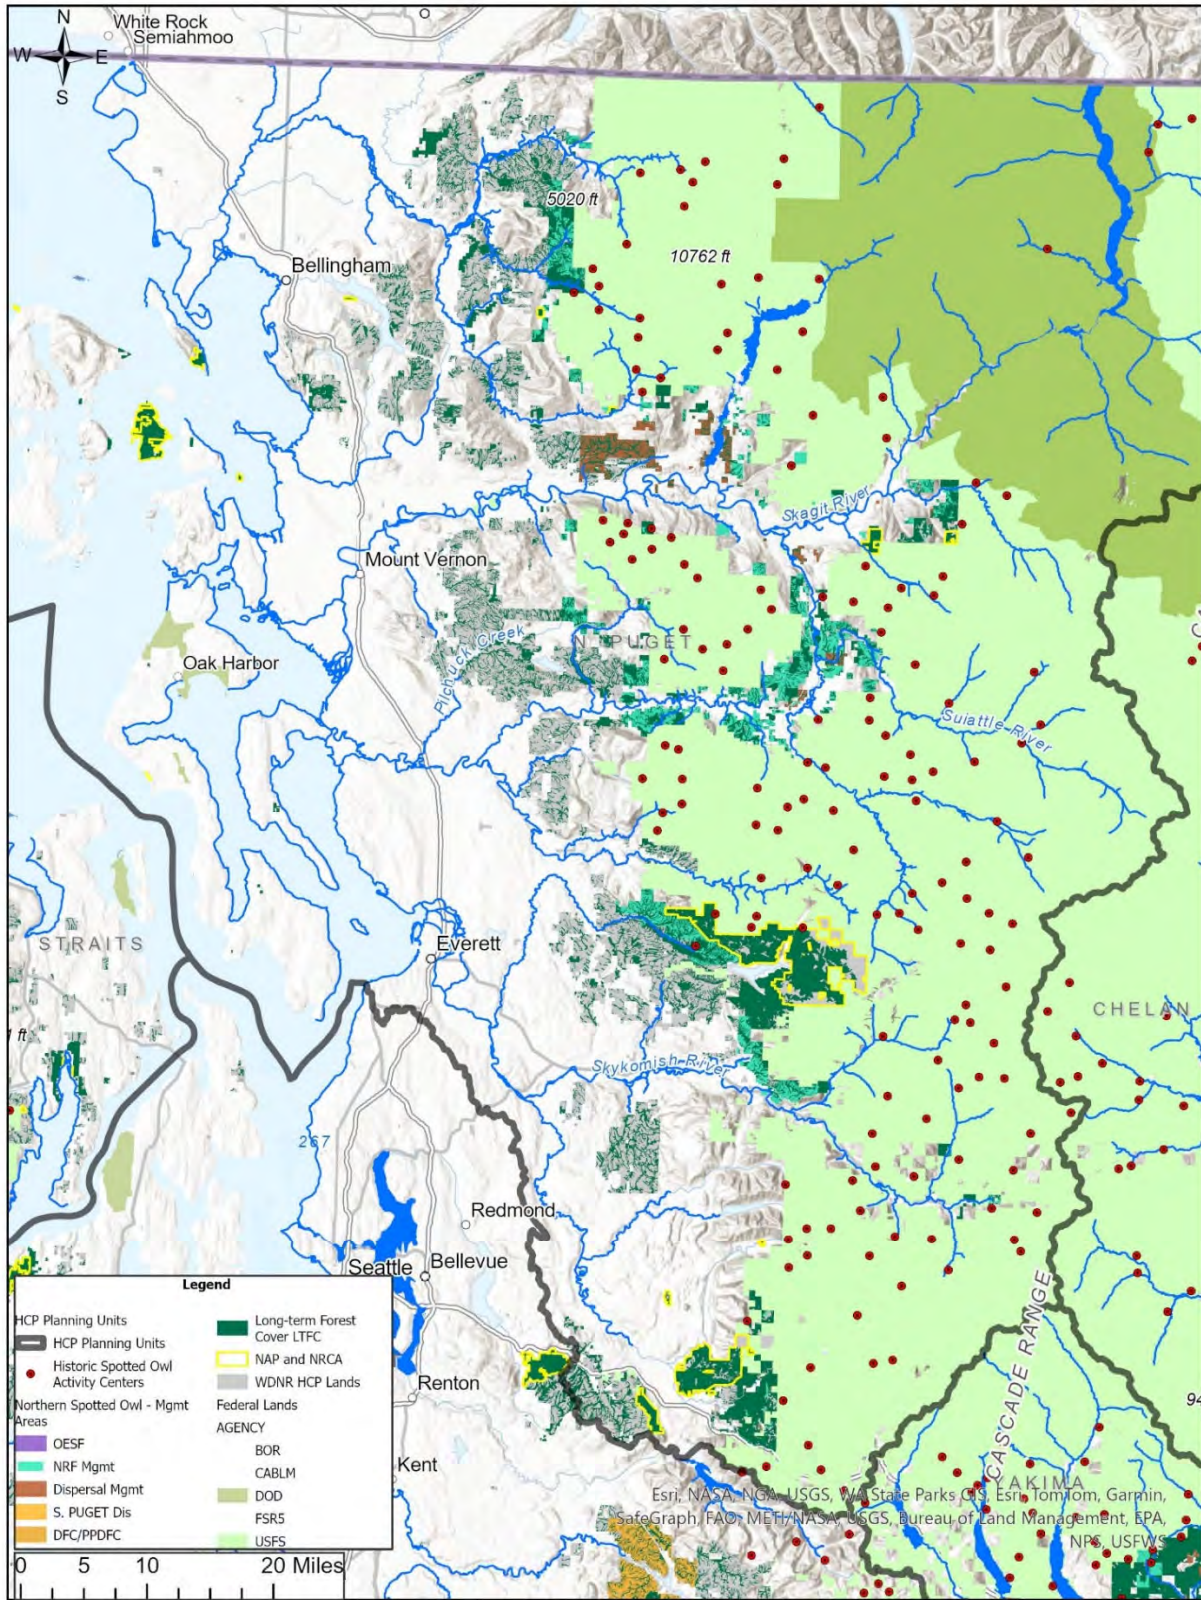 White Rock
Semiahmoo
N
W
E
S
5020 ft
10762 ft
Bellingham
Skagit River
Mount Vernon
N. PUGET
Pilchuck Creek
Oak Harbor
Suiattle River
STRAITS
Everett
CHELAN
1 ft
Skykomish River
267
Redmond
Seattle
Bellevue
CASCADE RANGE
Renton
94
Kent
YAKIMA
Legend
HCP Planning Units
HCP Planning Units
Historic Spotted Owl
Activity Centers
Northern Spotted Owl - Mgmt
Areas
OESF
NRF Mgmt
Dispersal Mgmt
S. PUGET Dis
DFC/PPDFC
Long-term Forest
Cover LTFC
NAP and NRCA
WDNR HCP Lands
Federal Lands
AGENCY
BOR
CABLM
DOD
FSR5
USFS
0 5 10 20 Miles
Esri, NASA, NGA, USGS, WA State Parks GIS, Esri, TomTom, Garmin,
SafeGraph, FAO, METI/NASA, USGS, Bureau of Land Management, EPA,
NPS, USFWS